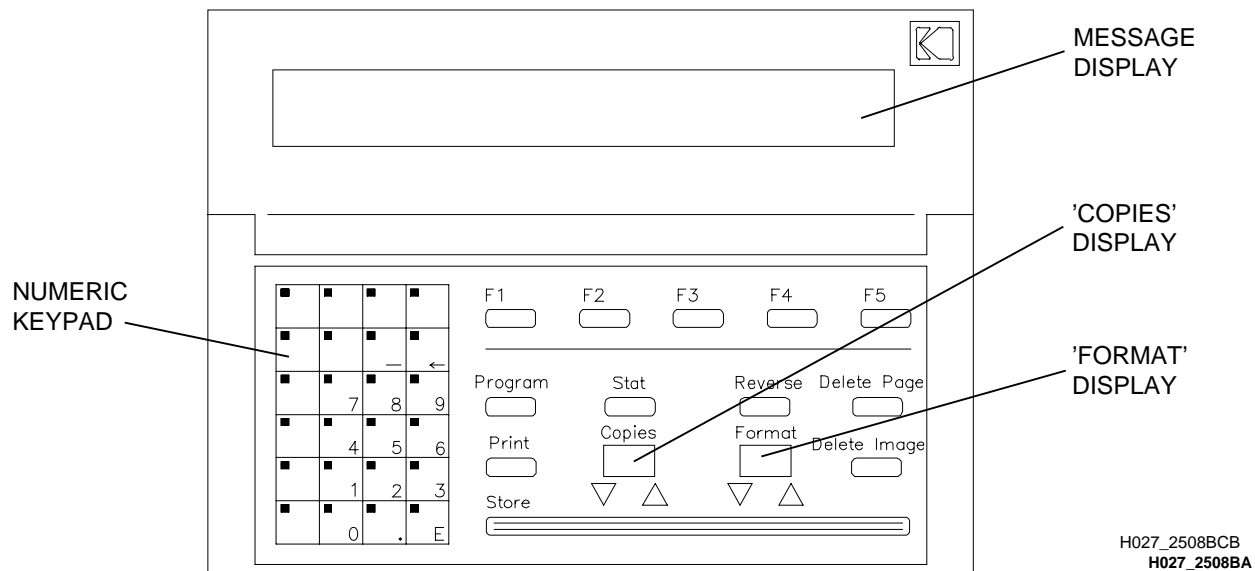 MESSAGE
DISPLAY
'COPIES'
DISPLAY
NUMERIC
KEYPAD
'FORMAT'
DISPLAY
F1 F2 F3 F4 F5
— ←
7 8 9
4 5 6
1 2 3
0 . E
Program Stat Reverse Delete Page
Print Copies Format Delete Image
Store
H027_2508BCB
H027_2508BA